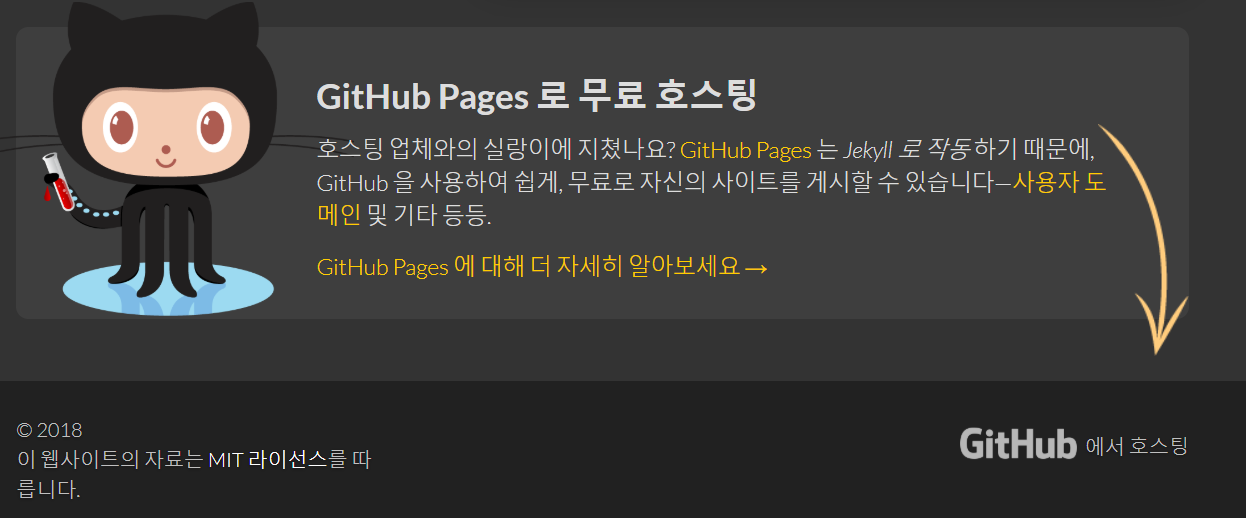 GitHub Pages 로 무료 호스팅
호스팅 업체와의 실랑이에 지쳤나요? GitHub Pages 는 Jekyll 로 작동하기 때문에,
GitHub 을 사용하여 쉽게, 무료로 자신의 사이트를 게시할 수 있습니다—사용자 도
메인 및 기타 등등.
GitHub Pages 에 대해 더 자세히 알아보세요 →
© 2018
이 웹사이트의 자료는 MIT 라이선스를 따
릅니다.
GitHub 에서 호스팅